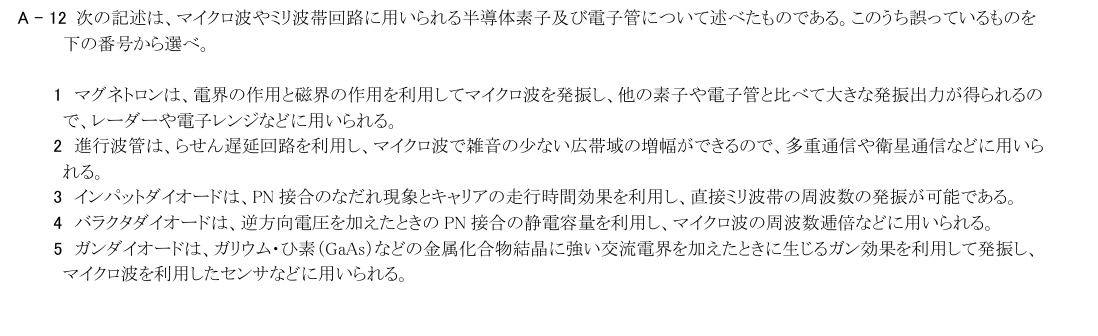 A－12 次の記述は、マイクロ波やミリ波帯回路に用いられる半導体素子及び電子管について述べたものである。このうち誤っているものを
下の番号から選べ。
1 マグネトロンは、電界の作用と磁界の作用を利用してマイクロ波を発振し、他の素子や電子管と比べて大きな発振出力が得られるの
で、レーダーや電子レンジなどに用いられる。
2 進行波管は、らせん遅延回路を利用し、マイクロ波で雑音の少ない広帯域の増幅ができるので、多重通信や衛星通信などに用いら
れる。
3 インパットダイオードは、PN 接合のなだれ現象とキャリアの走行時間効果を利用し、直接ミリ波帯の周波数の発振が可能である。
4 バラクタダイオードは、逆方向電圧を加えたときの PN 接合の静電容量を利用し、マイクロ波の周波数逓倍などに用いられる。
5 ガンダイオードは、ガリウム・ひ素（GaAs）などの金属化合物結晶に強い交流電界を加えたときに生じるガン効果を利用して発振し、
マイクロ波を利用したセンサなどに用いられる。